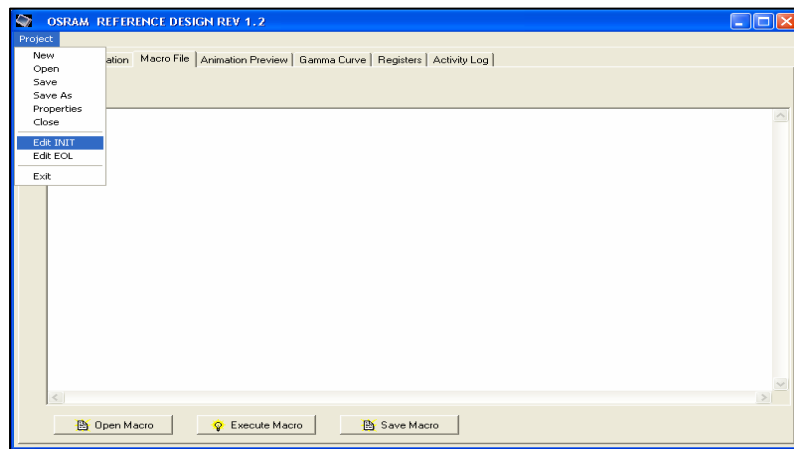 OSRAM REFERENCE DESIGN REV 1.2
Project
New
Open
Save
Save As
Properties
Close
Edit INIT
Edit EOL
Exit
ation Macro File Animation Preview Gamma Curve Registers Activity Log
Open Macro Execute Macro Save Macro